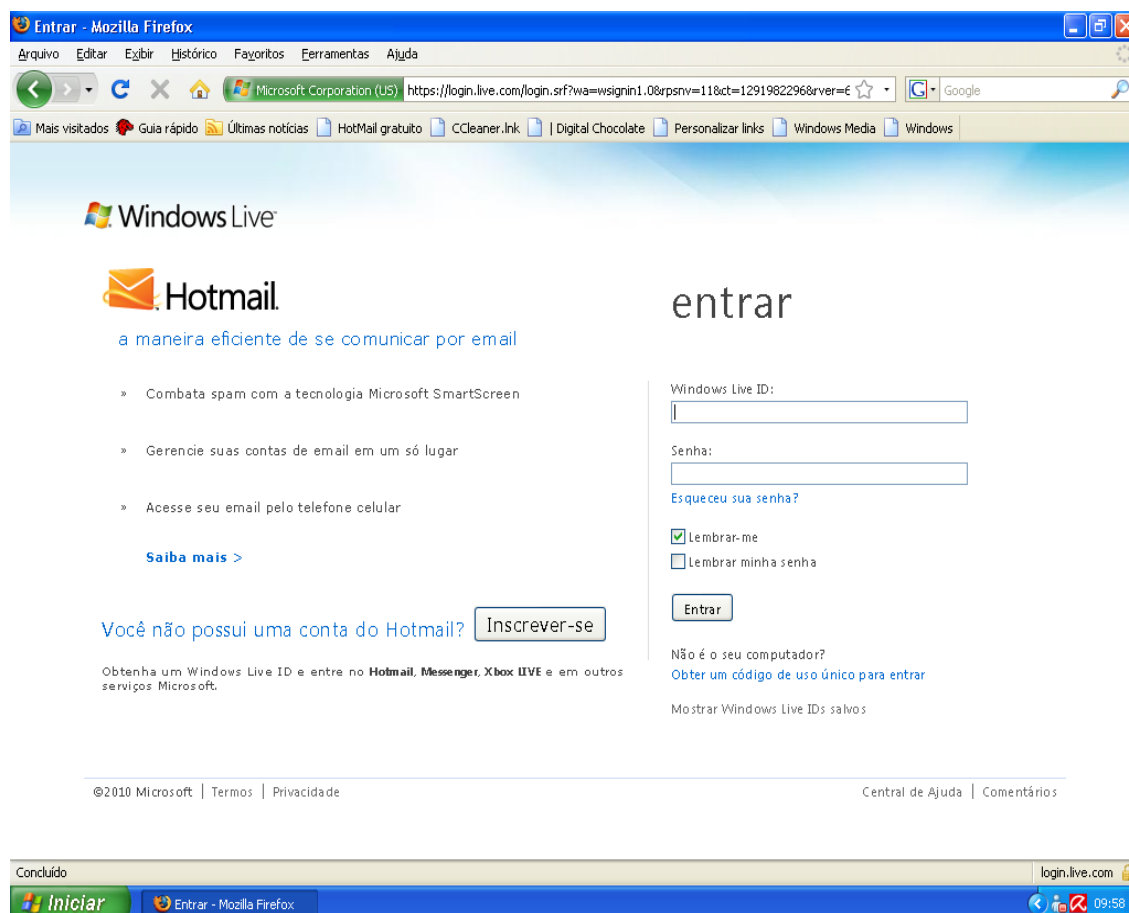 Entrar - Mozilla Firefox
Arquivo Editar Exibir Histórico Favoritos Ferramentas Ajuda
Microsoft Corporation (US) https://login.live.com/login.srf?wa=wsignin1.0&rpsnv=11&ct=1291982296&rver=6 Google
Mais visitados Guia rápido Últimas notícias HotMail gratuito CCleaner.lnk | Digital Chocolate Personalizar links Windows Media Windows
Windows Live
Hotmail.
a maneira eficiente de se comunicar por email
» Combata spam com a tecnologia Microsoft SmartScreen
» Gerencie suas contas de email em um só lugar
» Acesse seu email pelo telefone celular
Saiba mais >
Você não possui uma conta do Hotmail? Inscrever-se
Obtenha um Windows Live ID e entre no Hotmail, Messenger, Xbox LIVE e em outros
serviços Microsoft.
entrar
Windows Live ID:
Senha:
Esqueceu sua senha?
Lembrar-me
Lembrar minha senha
Entrar
Não é o seu computador?
Obter um código de uso único para entrar
Mostrar Windows Live IDs salvos
©2010 Microsoft | Termos | Privacidade Central de Ajuda | Comentários
Concluído login.live.com
Iniciar Entrar - Mozilla Firefox 09:58